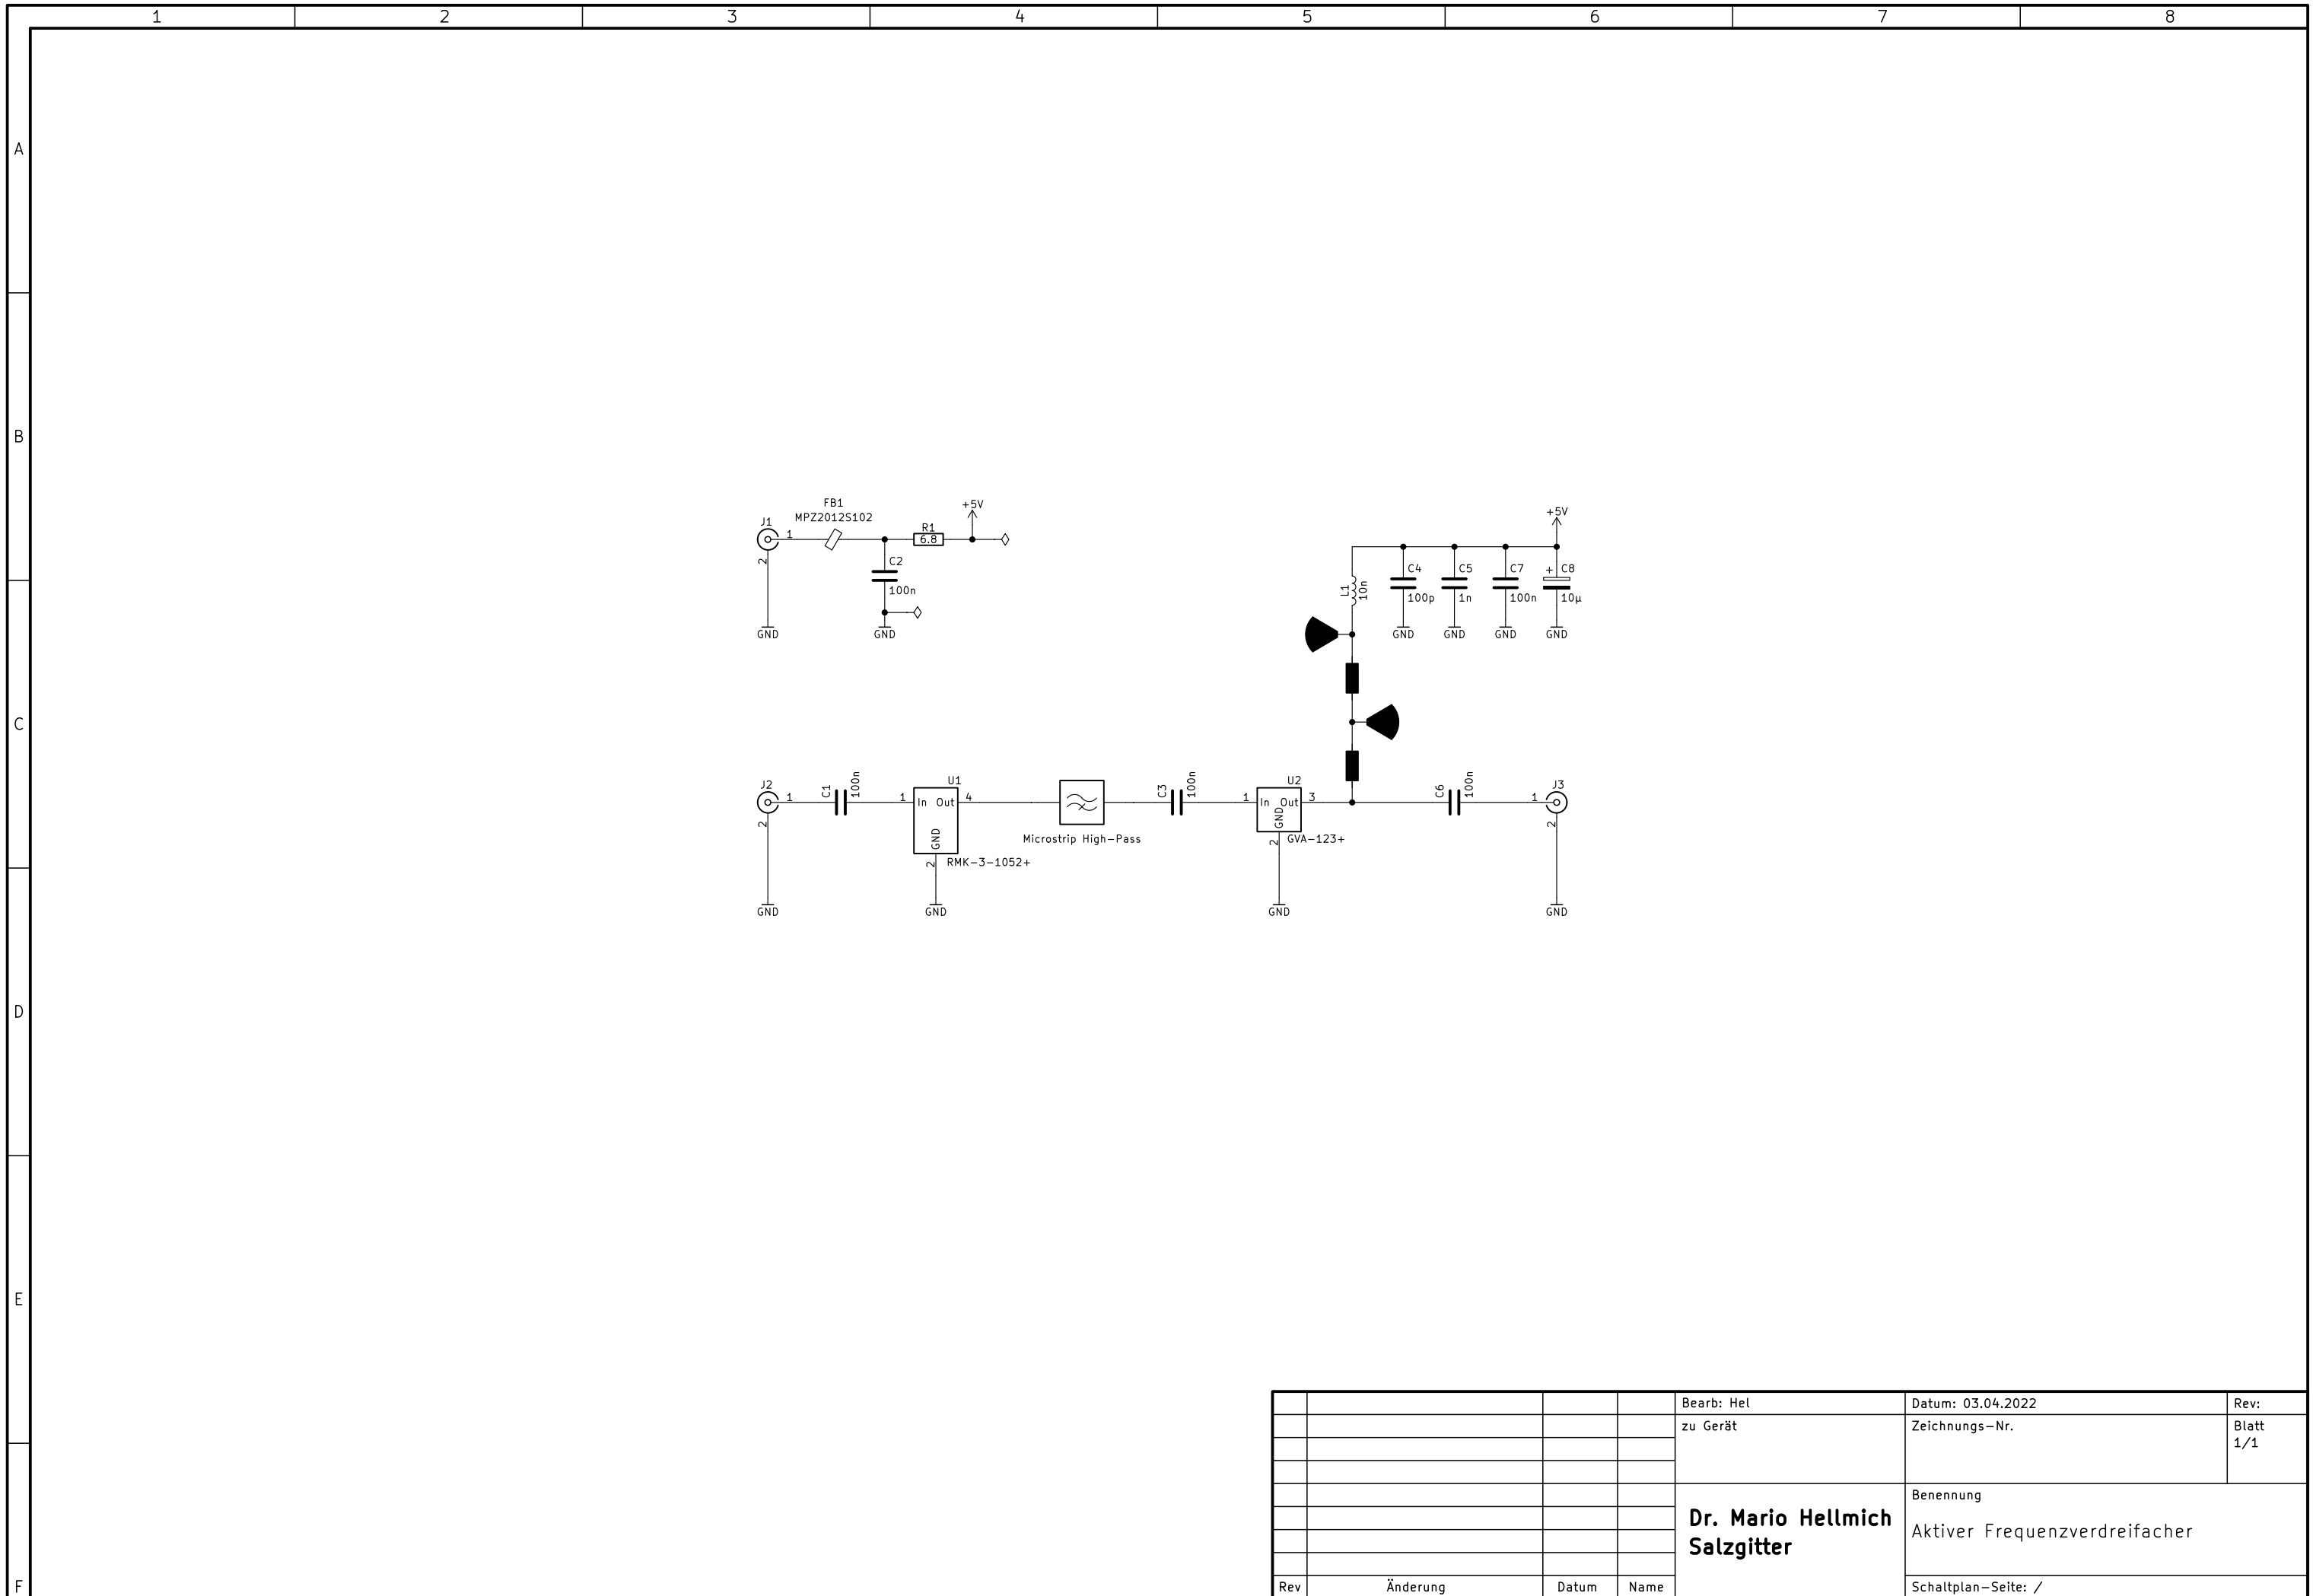 1 2 3 4 5 6 7 8
A
B
C
D
E
F
FB1
MPZ2012S102
J1
1
2
GND
C2
100n
GND
R1
6.8
+5V
+5V
L1
10n
C4
100p
GND
C5
1n
GND
C7
100n
GND
+
C8
10µ
GND
J2
1
2
GND
C1
100n
U1
1
In Out
4
GND
2
RMK-3-1052+
GND
Microstrip High-Pass
C3
100n
U2
1
In Out
3
GND
2
GVA-123+
GND
C6
100n
J3
1
2
GND
Bearb: Hel
Datum: 03.04.2022
Rev:
zu Gerät
Zeichnungs-Nr.
Blatt
1/1
Benennung
Dr. Mario Hellmich
Salzgitter
Aktiver Frequenzverdreifacher
Rev
Änderung
Datum
Name
Schaltplan-Seite: /